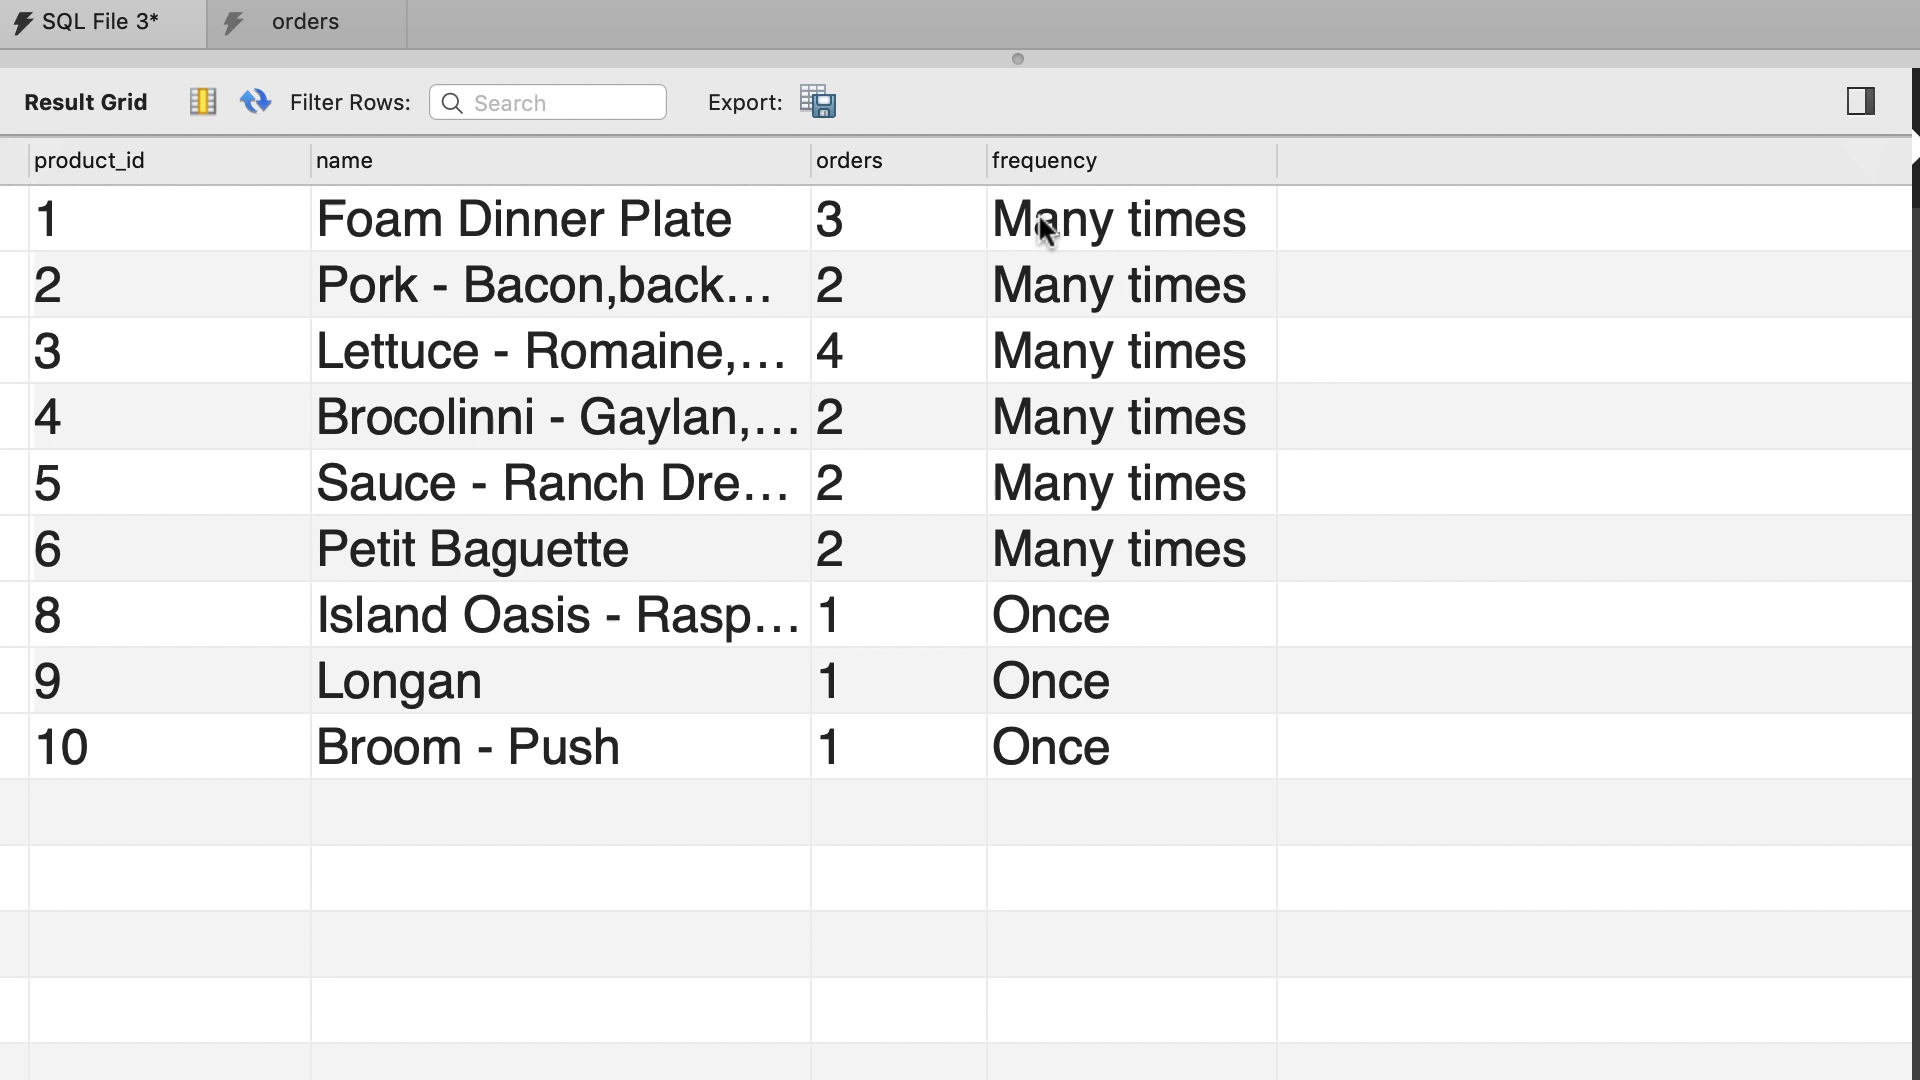 SQL File 3* orders
Result Grid Filter Rows: Search Export:
product_id name orders frequency
1 Foam Dinner Plate 3 Many times
2 Pork - Bacon,back... 2 Many times
3 Lettuce - Romaine,... 4 Many times
4 Brocolinni - Gaylan,... 2 Many times
5 Sauce - Ranch Dre... 2 Many times
6 Petit Baguette 2 Many times
8 Island Oasis - Rasp... 1 Once
9 Longan 1 Once
10 Broom - Push 1 Once